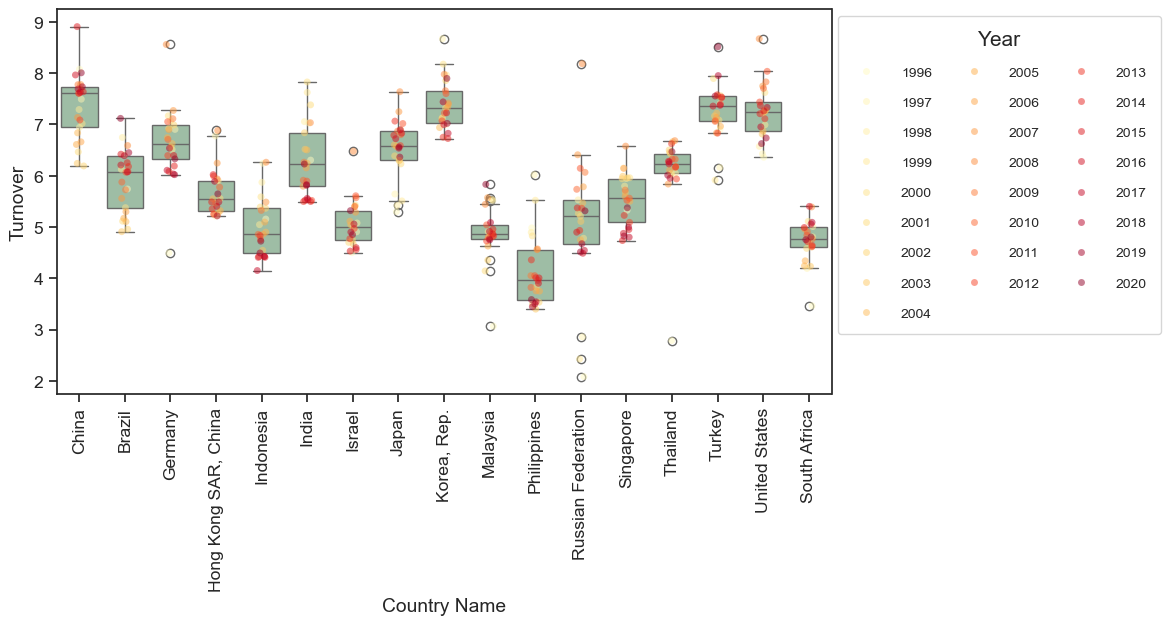 Turnover
9
8
7
6
5
4
3
2
China
Brazil
Germany
Hong Kong SAR, China
Indonesia
India
Israel
Japan
Korea, Rep.
Malaysia
Philippines
Russian Federation
Singapore
Thailand
Turkey
United States
South Africa
Country Name
Year
1996
1997
1998
1999
2000
2001
2002
2003
2004
2005
2006
2007
2008
2009
2010
2011
2012
2013
2014
2015
2016
2017
2018
2019
2020